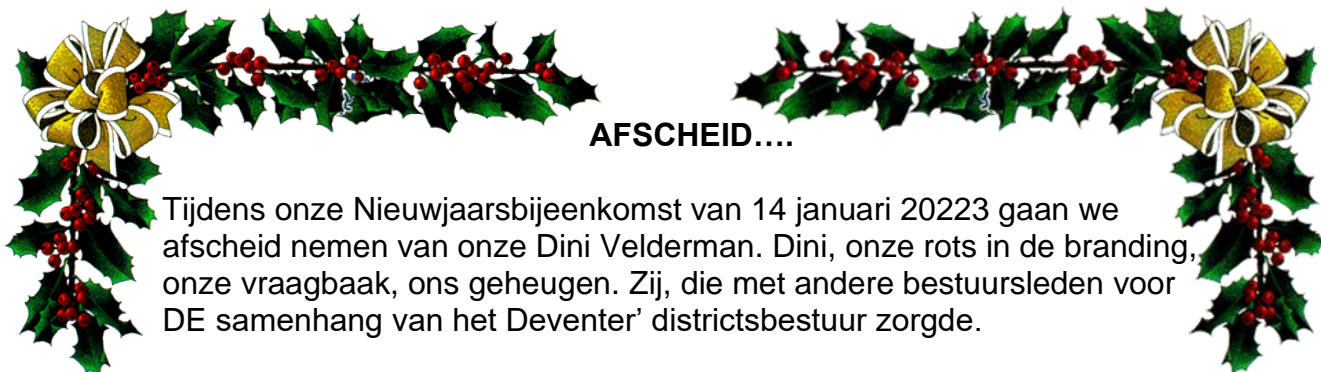 AFSCHEID….
Tijdens onze Nieuwjaarsbijeenkomst van 14 januari 20223 gaan we
afscheid nemen van onze Dini Velderman. Dini, onze rots in de branding,
onze vraagbaak, ons geheugen. Zij, die met andere bestuursleden voor
DE samenhang van het Deventer’ districtsbestuur zorgde.